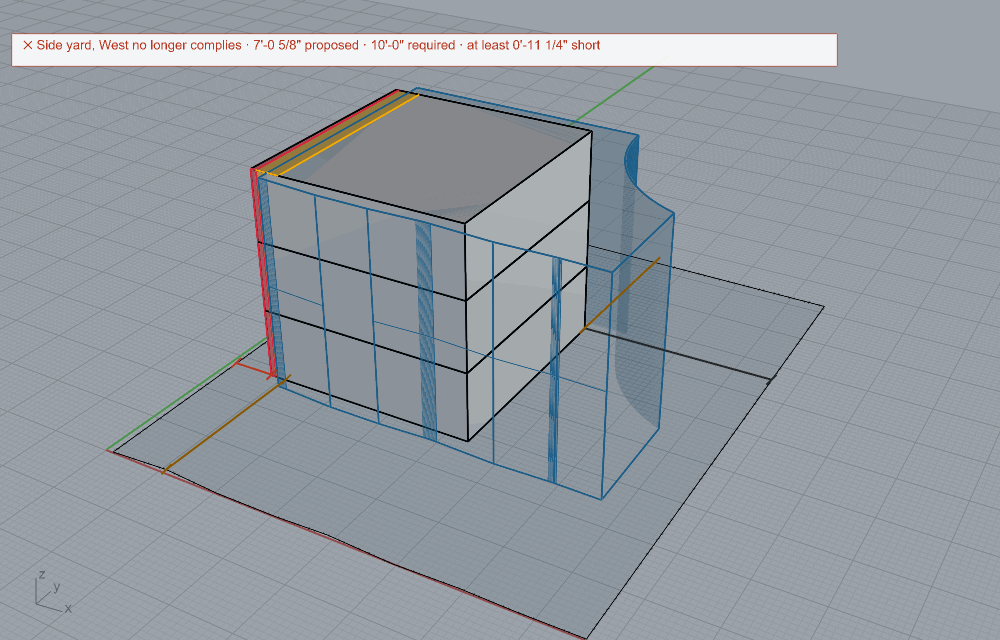 × Side yard, West no longer complies · 7'-0 5/8" proposed · 10'-0" required · at least 0'-11 1/4" short
z
y
x